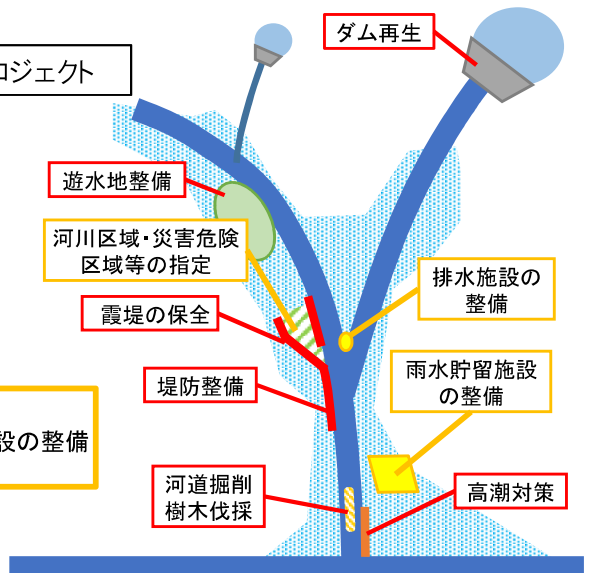 ダム再生
ロジェクト
遊水地整備
河川区域・災害危険
区域等の指定
排水施設の
整備
霞堤の保全
雨水貯留施設
の整備
堤防整備
設の整備
河道掘削
樹木伐採
高潮対策